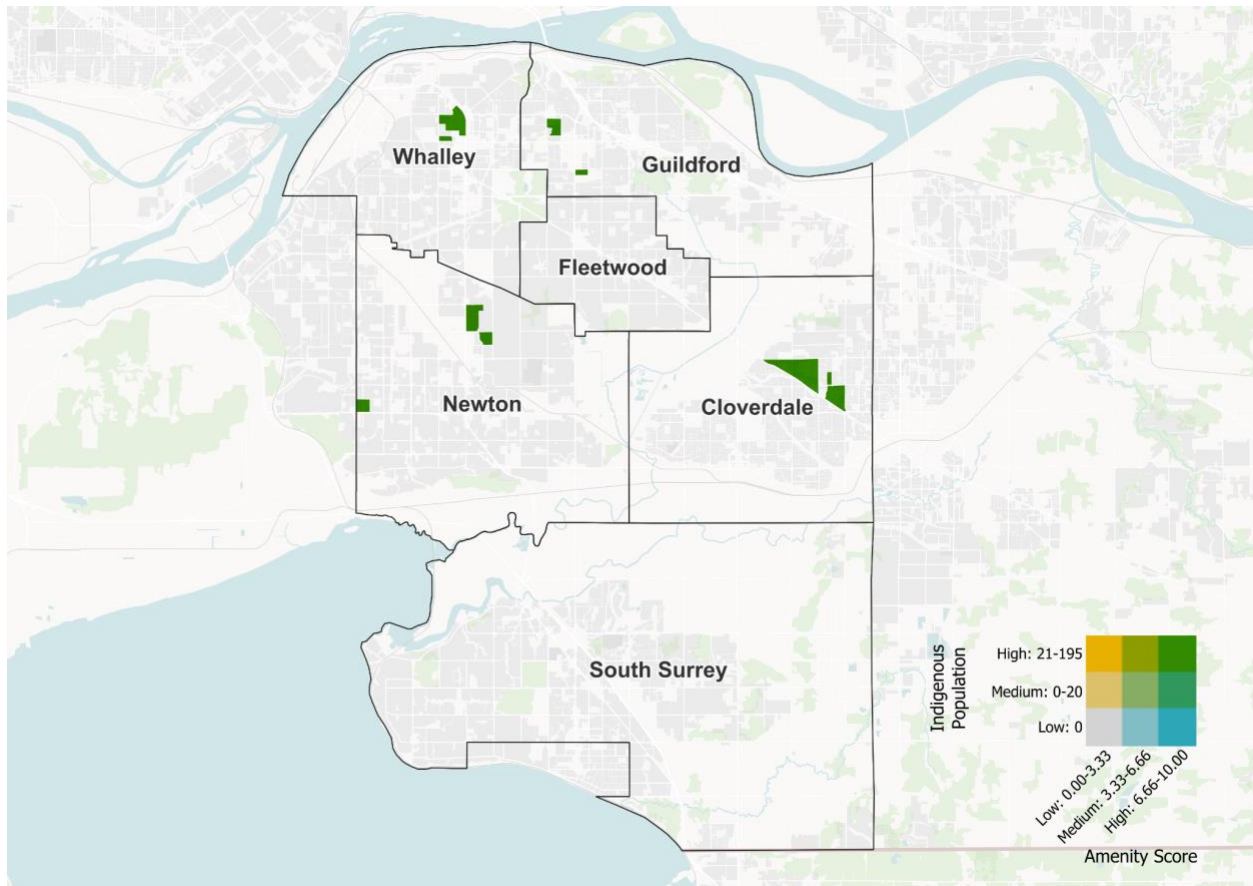 Whalley
Guildford
Fleetwood
Newton
Cloverdale
South Surrey
Indigenous
Population
High: 21-195
Medium: 0-20
Low: 0
Low: 0.00-3.33
Medium: 3.33-6.66
High: 6.66-10.00
Amenity Score